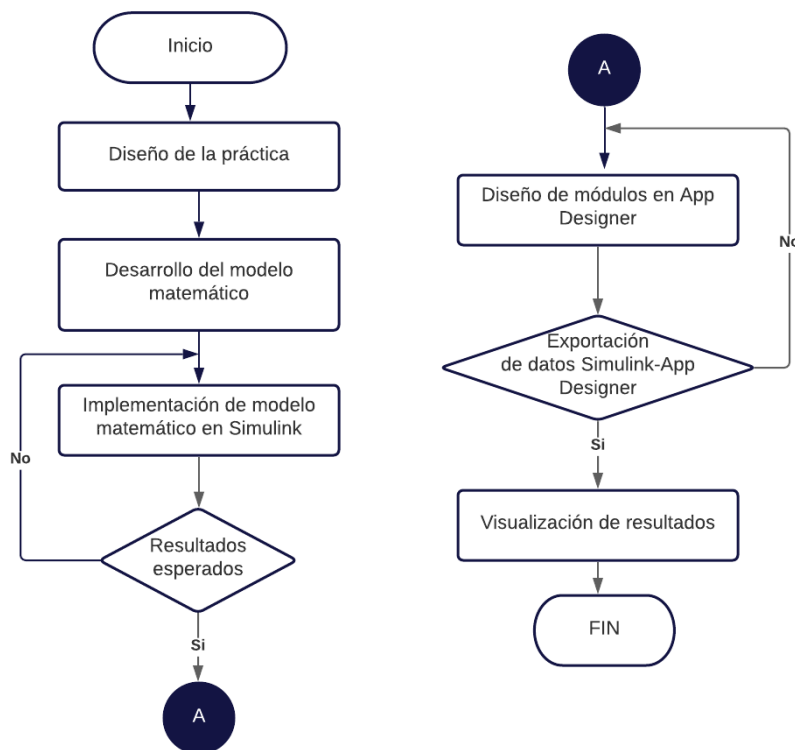 Inicio
Diseño de la práctica
Desarrollo del modelo
matemático
Implementación de modelo
matemático en Simulink
No
Resultados
esperados
Si
A
A
Diseño de módulos en App
Designer
No
Exportación
de datos Simulink-App
Designer
Si
Visualización de resultados
FIN